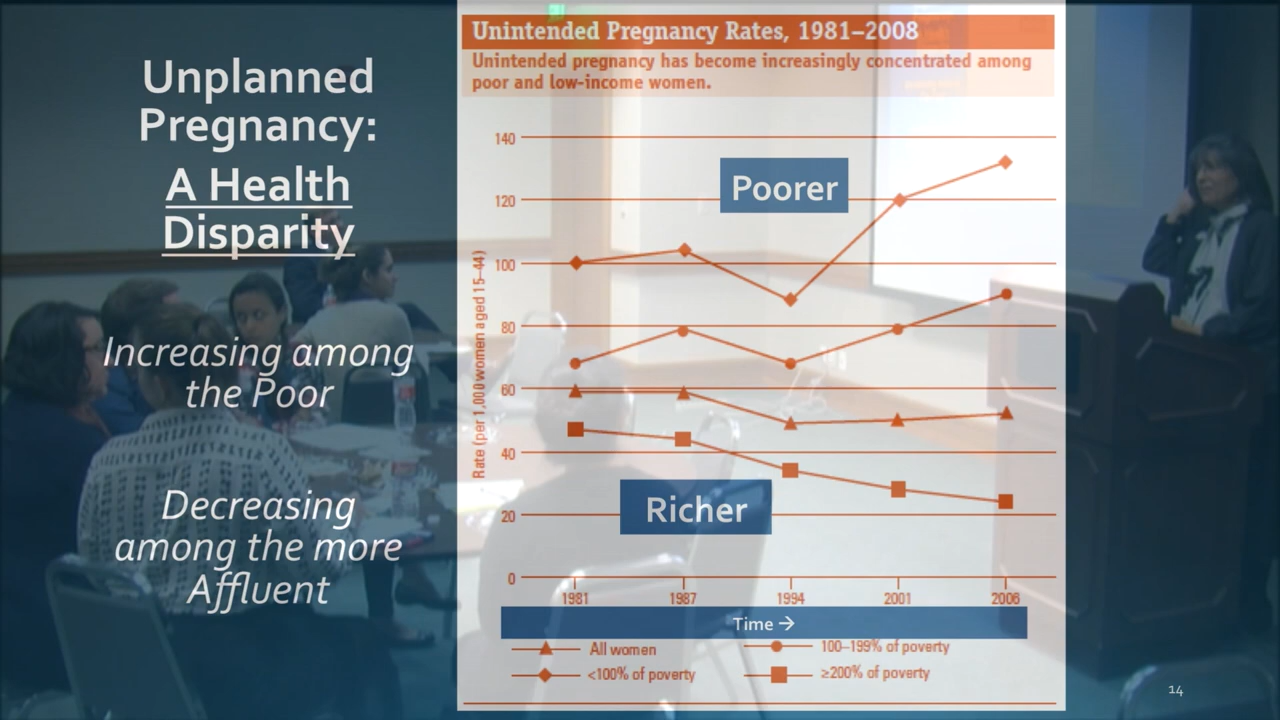 Unplanned
Pregnancy:
A Health
Disparity
Increasing among
the Poor
Decreasing
among the more
Affluent
Unintended Pregnancy Rates, 1981–2008
Unintended pregnancy has become increasingly concentrated among
poor and low-income women.
Rate (per 1,000 women aged 15–44)
140
120
100
80
60
40
20
0
Poorer
Richer
1981 1987 1994 2001 2006
Time →
All women
100–199% of poverty
<100% of poverty
≥200% of poverty
14